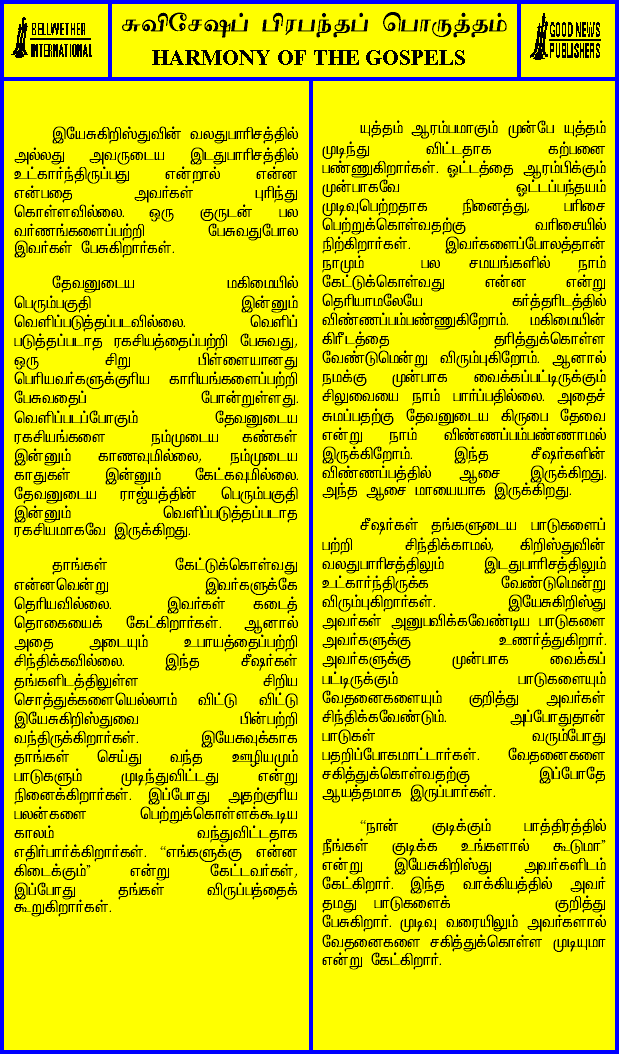 BELLWETHER
INTERNATIONAL
சுவிசேஷப் பிரபந்தப் பொருத்தம்
HARMONY OF THE GOSPELS
GOOD NEWS
PUBLISHERS
இயேசுகிறிஸ்துவின் வலதுபாரிசத்தில்
அல்லது அவருடைய இடதுபாரிசத்தில்
உட்கார்ந்திருப்பது என்றால் என்ன
என்பதை அவர்கள் புரிந்து
கொள்ளவில்லை. ஒரு குருடன் பல
வர்ணங்களைப்பற்றி பேசுவதுபோல
இவர்கள் பேசுகிறார்கள்.
தேவனுடைய மகிமையில்
பெரும்பகுதி இன்னும்
வெளிப்படுத்தப்படவில்லை. வெளிப்
படுத்தப்படாத ரகசியத்தைப்பற்றி பேசுவது,
ஒரு சிறு பிள்ளையானது
பெரியவர்களுக்குரிய காரியங்களைப்பற்றி
பேசுவதைப் போன்றுள்ளது.
வெளிப்படப்போகும் தேவனுடைய
ரகசியங்களை நம்முடைய கண்கள்
இன்னும் காணவுமில்லை, நம்முடைய
காதுகள் இன்னும் கேட்கவுமில்லை.
தேவனுடைய ராஜ்யத்தின் பெரும்பகுதி
இன்னும் வெளிப்படுத்தப்படாத
ரகசியமாகவே இருக்கிறது.
தாங்கள் கேட்டுக்கொள்வது
என்னவென்று இவர்களுக்கே
தெரியவில்லை. இவர்கள் கடைத்
தொகையைக் கேட்கிறார்கள். ஆனால்
அதை அடையும் உபாயத்தைப்பற்றி
சிந்திக்கவில்லை. இந்த சீஷர்கள்
தங்களிடத்திலுள்ள சிறிய
சொத்துக்களையெல்லாம் விட்டு விட்டு
இயேசுகிறிஸ்துவை பின்பற்றி
வந்திருக்கிறார்கள். இயேசுவுக்காக
தாங்கள் செய்து வந்த ஊழியமும்
பாடுகளும் முடிந்துவிட்டது என்று
நினைக்கிறார்கள். இப்போது அதற்குரிய
பலன்களை பெற்றுக்கொள்ளக்கூடிய
காலம் வந்துவிட்டதாக
எதிர்பார்க்கிறார்கள். “எங்களுக்கு என்ன
கிடைக்கும்” என்று கேட்டவர்கள்,
இப்போது தங்கள் விருப்பத்தைக்
கூறுகிறார்கள்.
யுத்தம் ஆரம்பமாகும் முன்பே யுத்தம்
முடிந்து விட்டதாக கற்பனை
பண்ணுகிறார்கள். ஓட்டத்தை ஆரம்பிக்கும்
முன்பாகவே ஓட்டப்பந்தயம்
முடிவுபெற்றதாக நினைத்து, பரிசை
பெற்றுக்கொள்வதற்கு வரிசையில்
நிற்கிறார்கள். இவர்களைப்போலத்தான்
நாமும் பல சமயங்களில் நாம்
கேட்டுக்கொள்வது என்ன என்று
தெரியாமலேயே கர்த்தரிடத்தில்
விண்ணப்பம்பண்ணுகிறோம். மகிமையின்
கிரீடத்தை தரித்துக்கொள்ள
வேண்டுமென்று விரும்புகிறோம். ஆனால்
நமக்கு முன்பாக வைக்கப்பட்டிருக்கும்
சிலுவையை நாம் பார்ப்பதில்லை. அதைச்
சுமப்பதற்கு தேவனுடைய கிருபை தேவை
என்று நாம் விண்ணப்பம்பண்ணாமல்
இருக்கிறோம். இந்த சீஷர்களின்
விண்ணப்பத்தில் ஆசை இருக்கிறது.
அந்த ஆசை மாயையாக இருக்கிறது.
சீஷர்கள் தங்களுடைய பாடுகளைப்
பற்றி சிந்திக்காமல், கிறிஸ்துவின்
வலதுபாரிசத்திலும் இடதுபாரிசத்திலும்
உட்கார்ந்திருக்க வேண்டுமென்று
விரும்புகிறார்கள். இயேசுகிறிஸ்து
அவர்கள் அனுபவிக்கவேண்டிய பாடுகளை
அவர்களுக்கு உணர்த்துகிறார்.
அவர்களுக்கு முன்பாக வைக்கப்
பட்டிருக்கும் பாடுகளையும்
வேதனைகளையும் குறித்து அவர்கள்
சிந்திக்கவேண்டும். அப்போதுதான்
பாடுகள் வரும்போது
பதறிப்போகமாட்டார்கள். வேதனைகளை
சகித்துக்கொள்வதற்கு இப்போதே
ஆயத்தமாக இருப்பார்கள்.
“நான் குடிக்கும் பாத்திரத்தில்
நீங்கள் குடிக்க உங்களால் கூடுமா”
என்று இயேசுகிறிஸ்து அவர்களிடம்
கேட்கிறார். இந்த வாக்கியத்தில் அவர்
தமது பாடுகளைக் குறித்து
பேசுகிறார். முடிவு வரையிலும் அவர்களால்
வேதனைகளை சகித்துக்கொள்ள முடியுமா
என்று கேட்கிறார்.